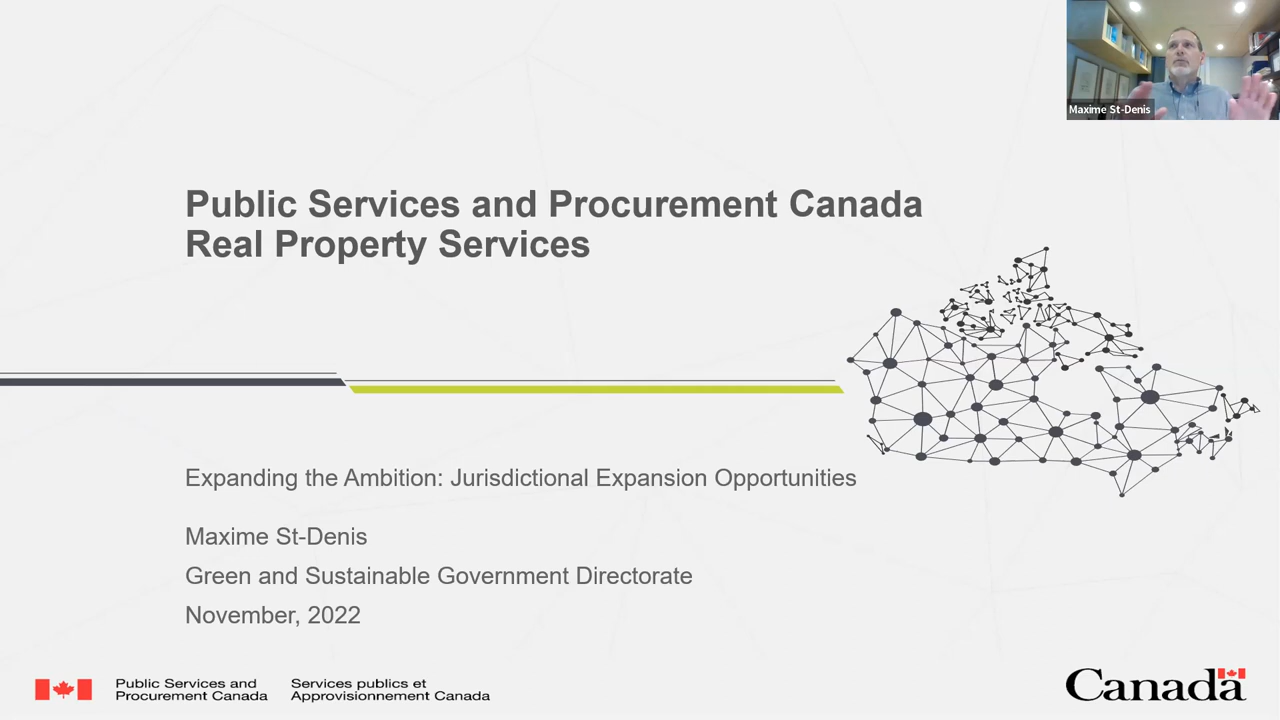 Maxime St-Denis
Public Services and Procurement Canada
Real Property Services
Expanding the Ambition: Jurisdictional Expansion Opportunities
Maxime St-Denis
Green and Sustainable Government Directorate
November, 2022
Public Services and
Procurement Canada
Services publics et
Approvisionnement Canada
Canada